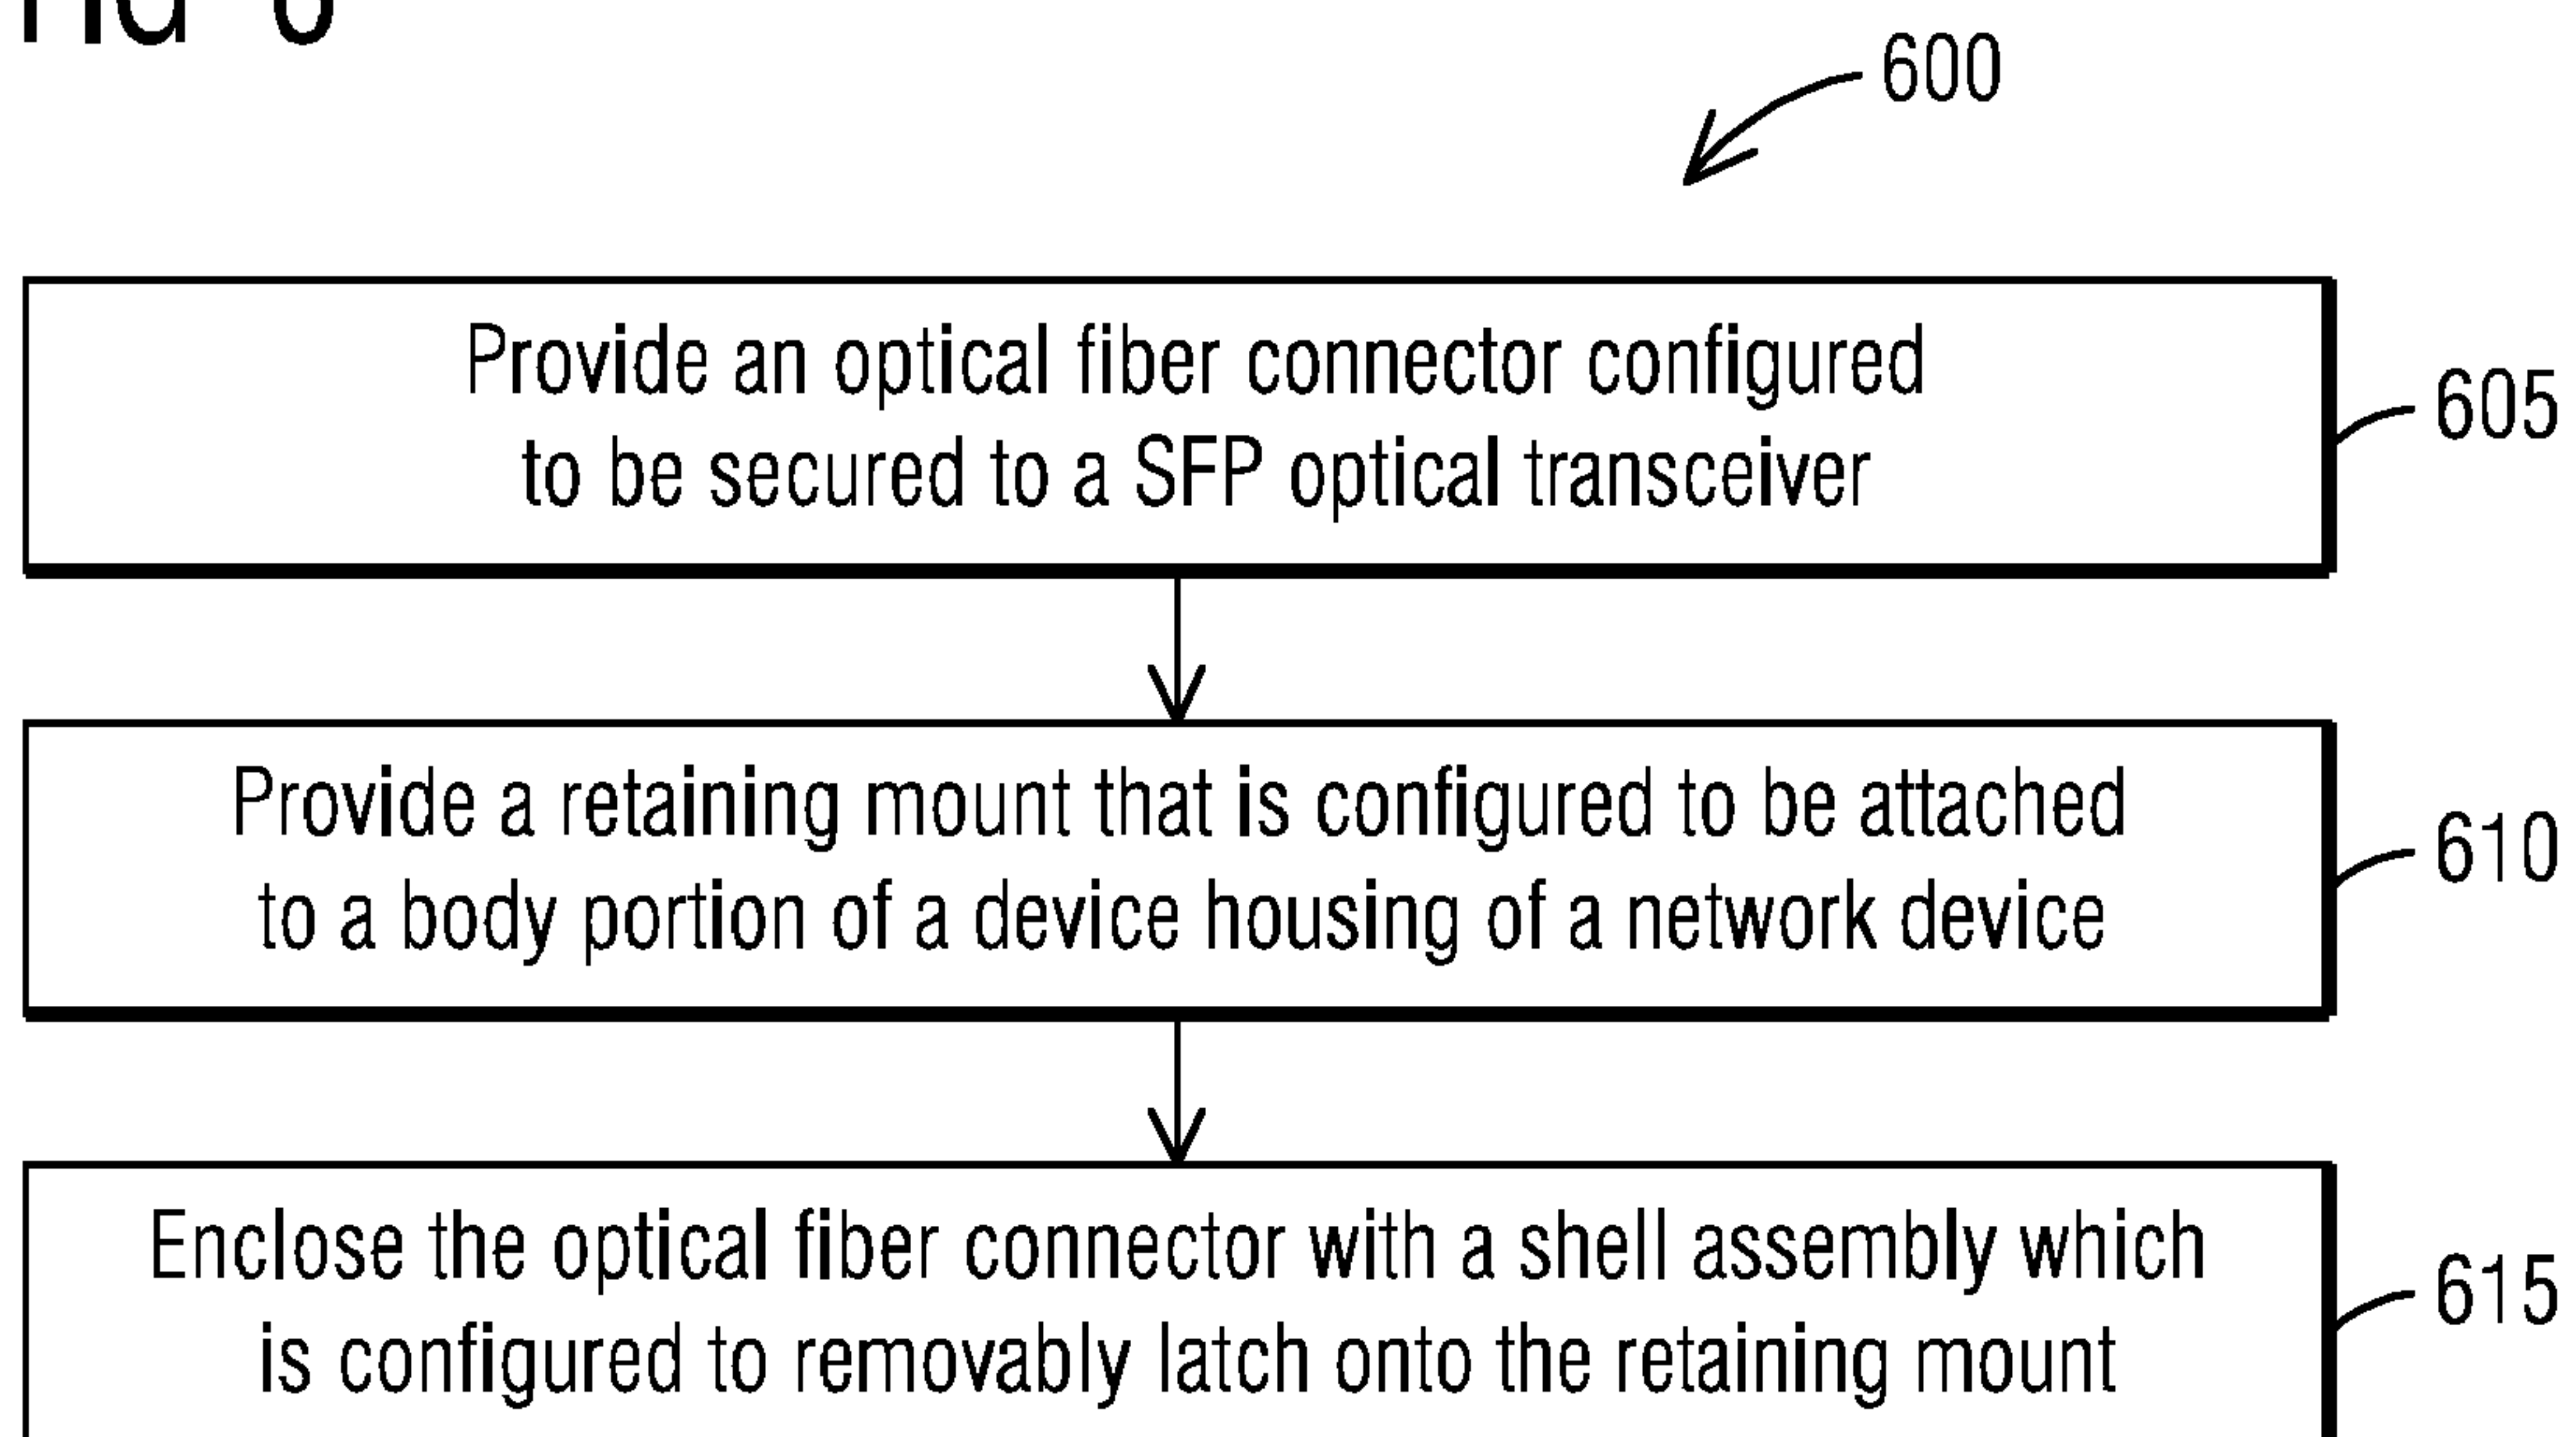 600
Provide an optical fiber connector configured
to be secured to a SFP optical transceiver
605
Provide a retaining mount that is configured to be attached
to a body portion of a device housing of a network device
610
Enclose the optical fiber connector with a shell assembly which
is configured to removably latch onto the retaining mount
615